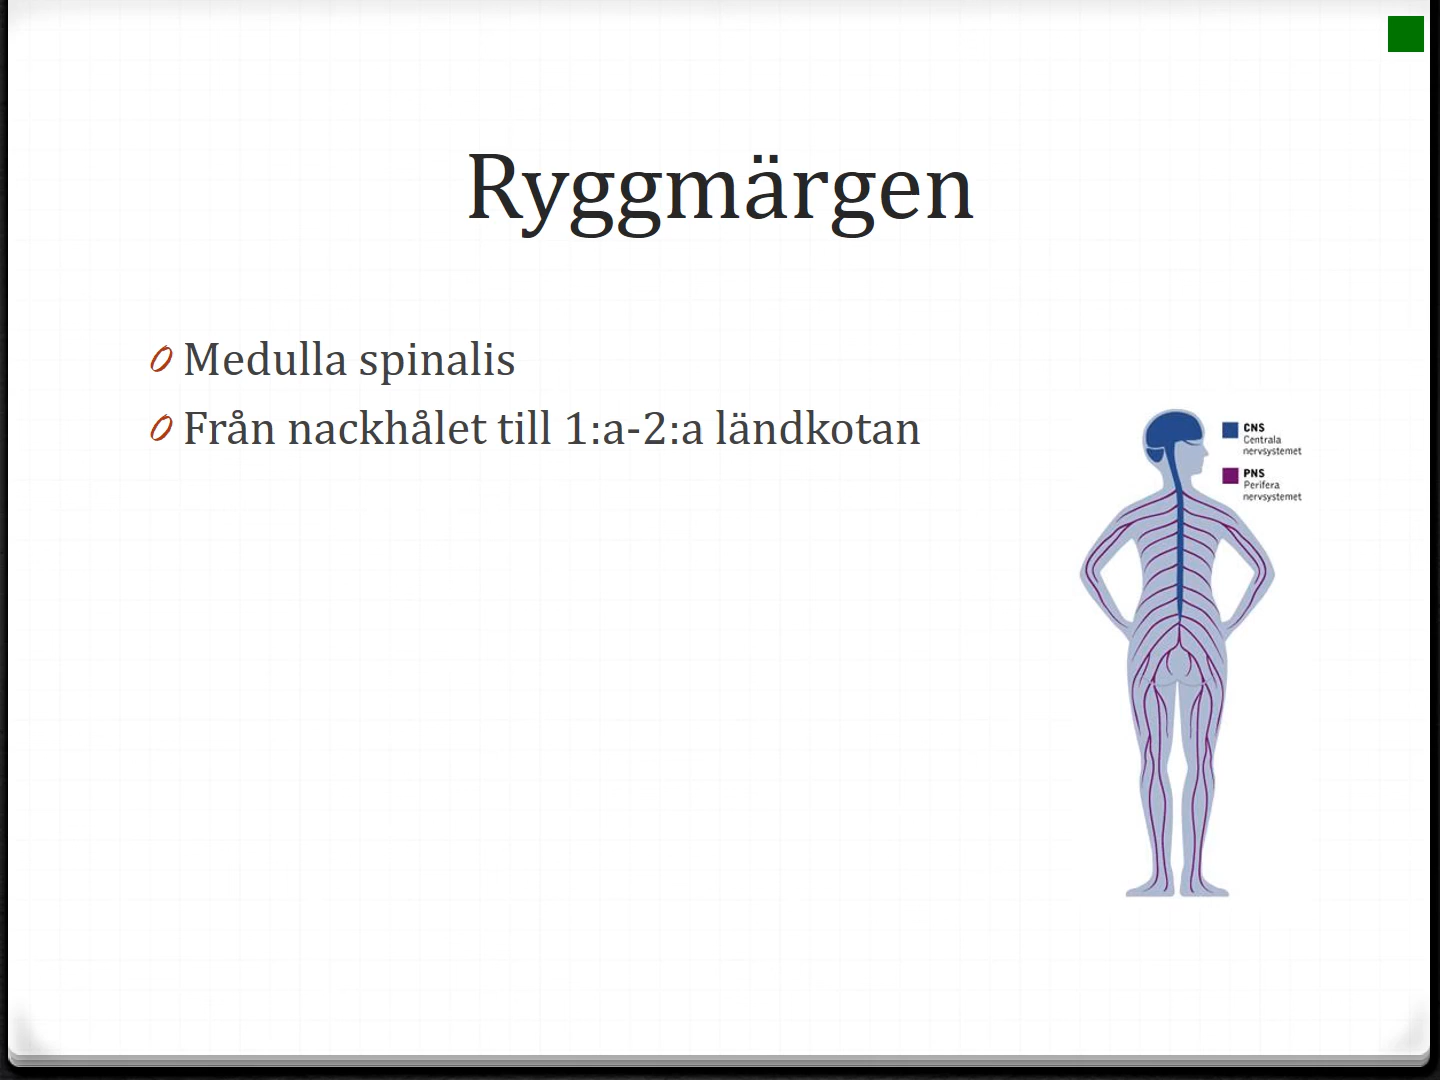 Ryggmärgen
Medulla spinalis
Från nackhålet till 1:a-2:a ländkotan
CNS
Centrala
nervsystemet
PNS
Perifera
nervsystemet